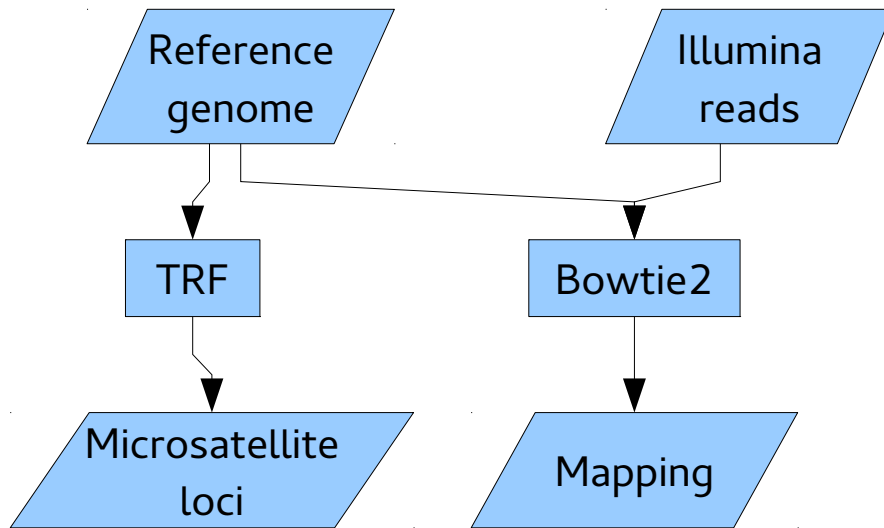 Reference
genome
Illumina
reads
TRF
Bowtie2
Microsatellite
loci
Mapping